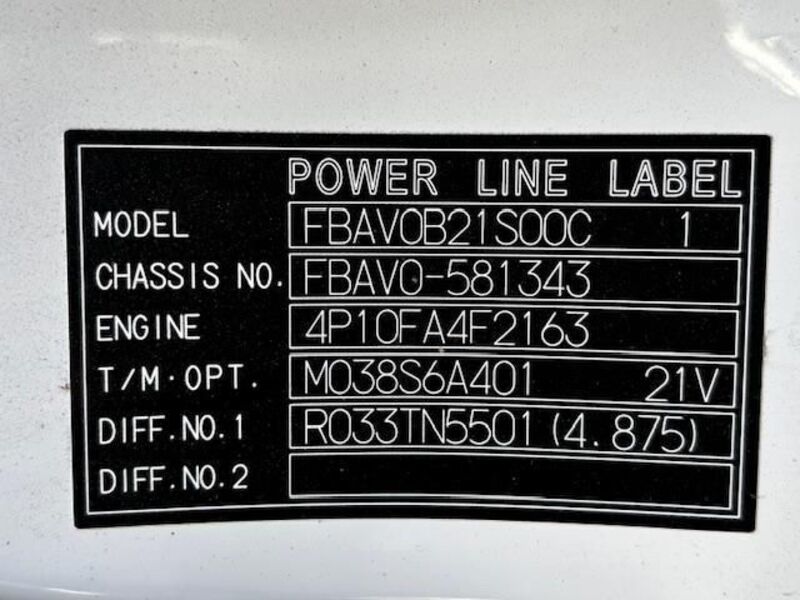 POWER LINE LABEL
MODEL FBAV0B21S00C 1
CHASSIS NO. FBAV0-581343
ENGINE 4P10FA4F2163
T/M·OPT. M038S6A401 21V
DIFF.NO.1 R033TN5501 (4.875)
DIFF.NO.2